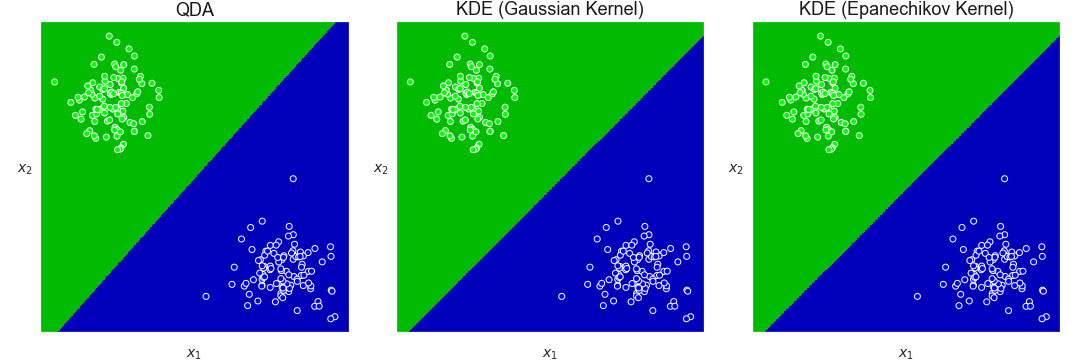 QDA
KDE (Gaussian Kernel)
KDE (Epanechikov Kernel)
x₂
x₂
x₂
x₁
x₁
x₁